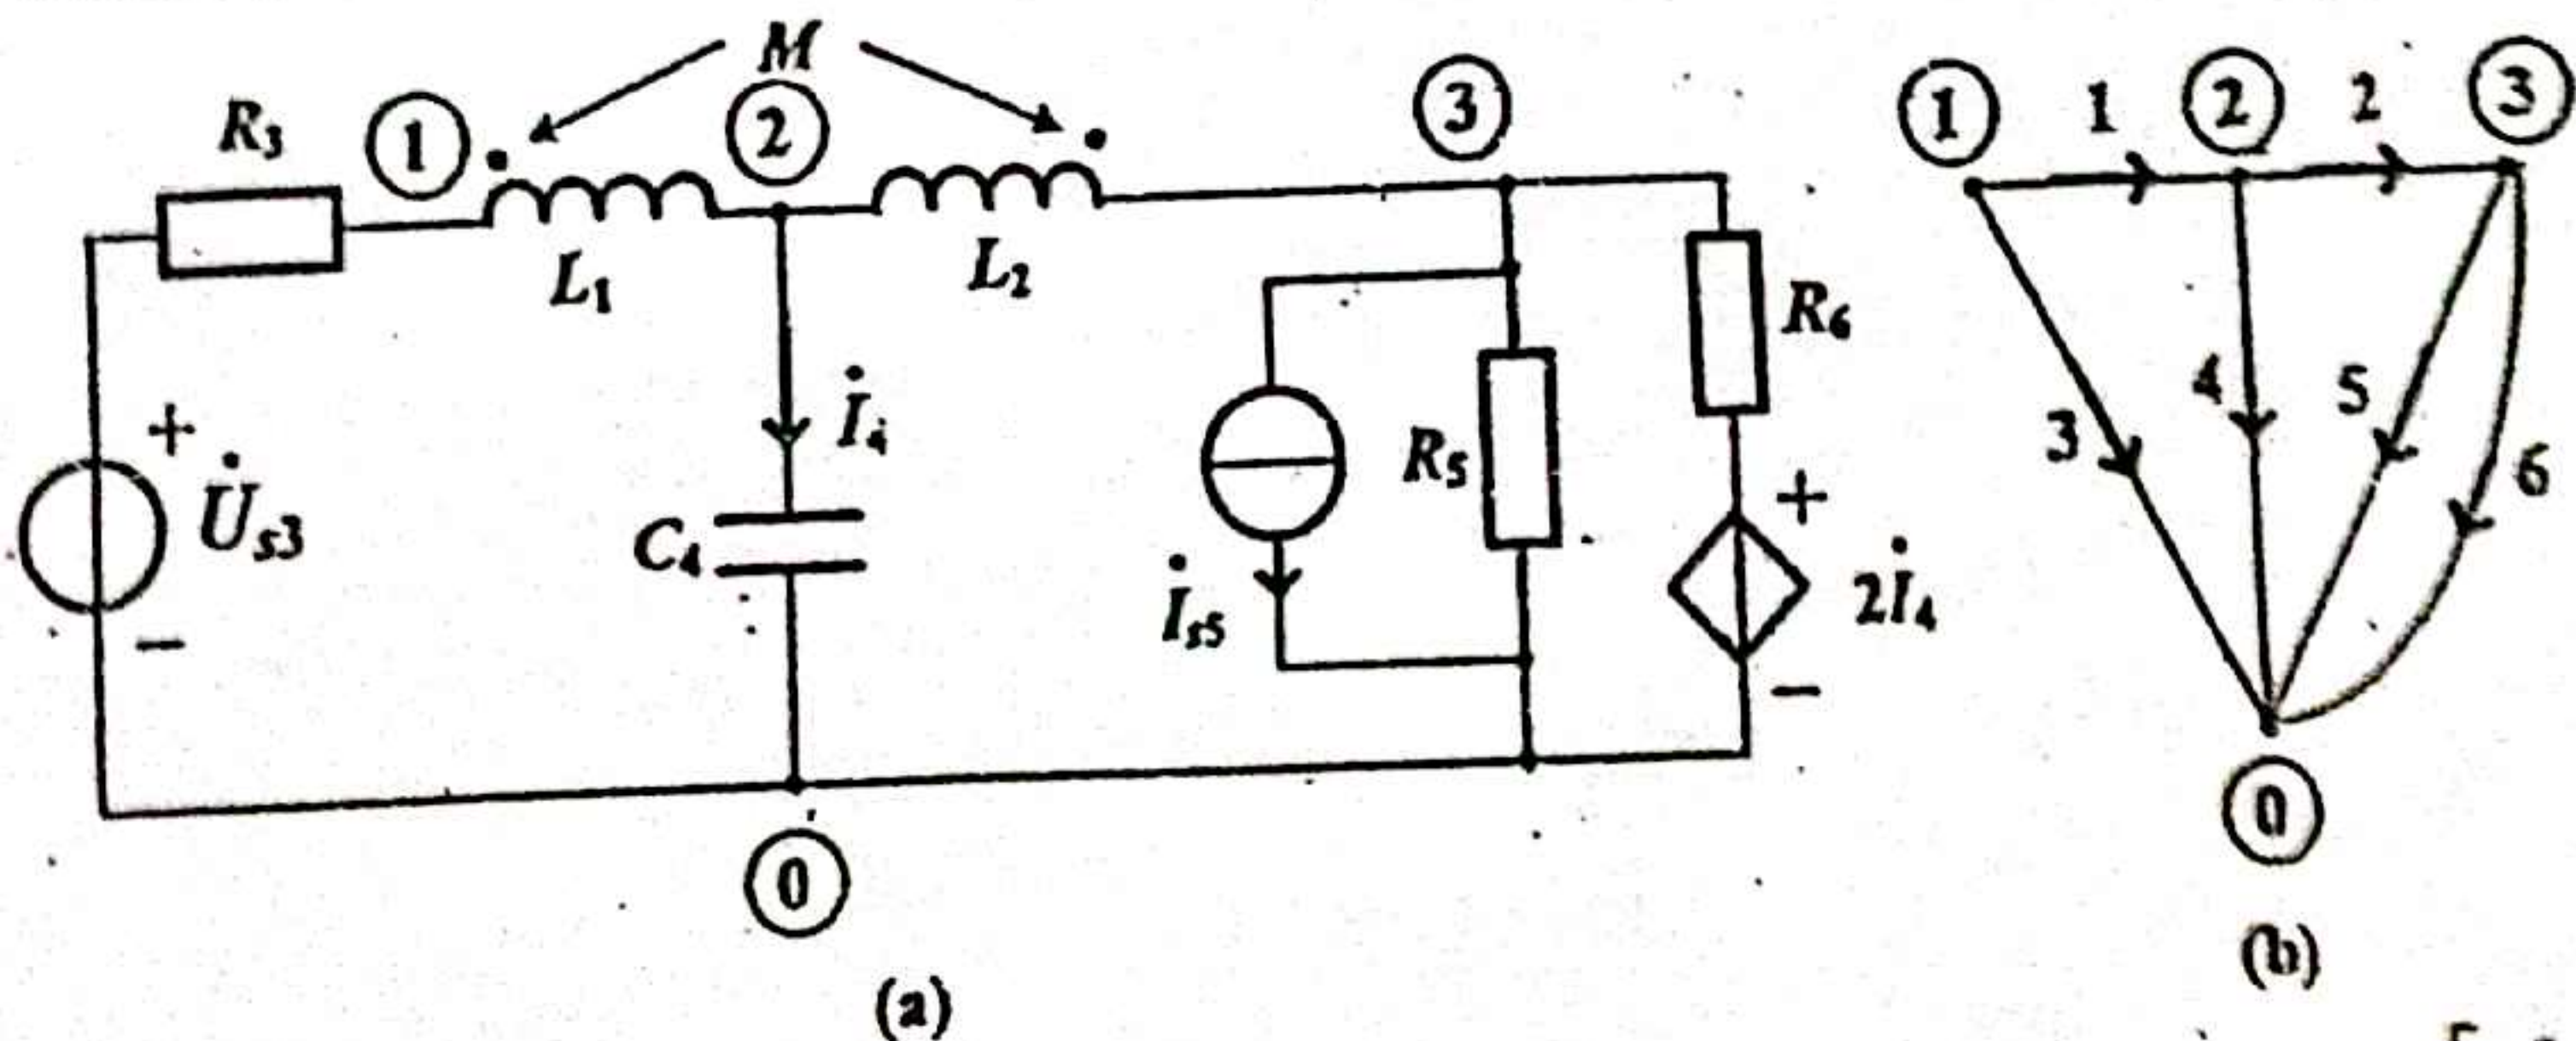 M
R₃ ① ② ③
L₁ L₂
R₆
+ U̇s3 −
İ₄
C₄
R₅
İs5
+ 2İ₄ −
⓪
(a)
① 1 ② 2 ③
3 4 5 6
⓪
(b)